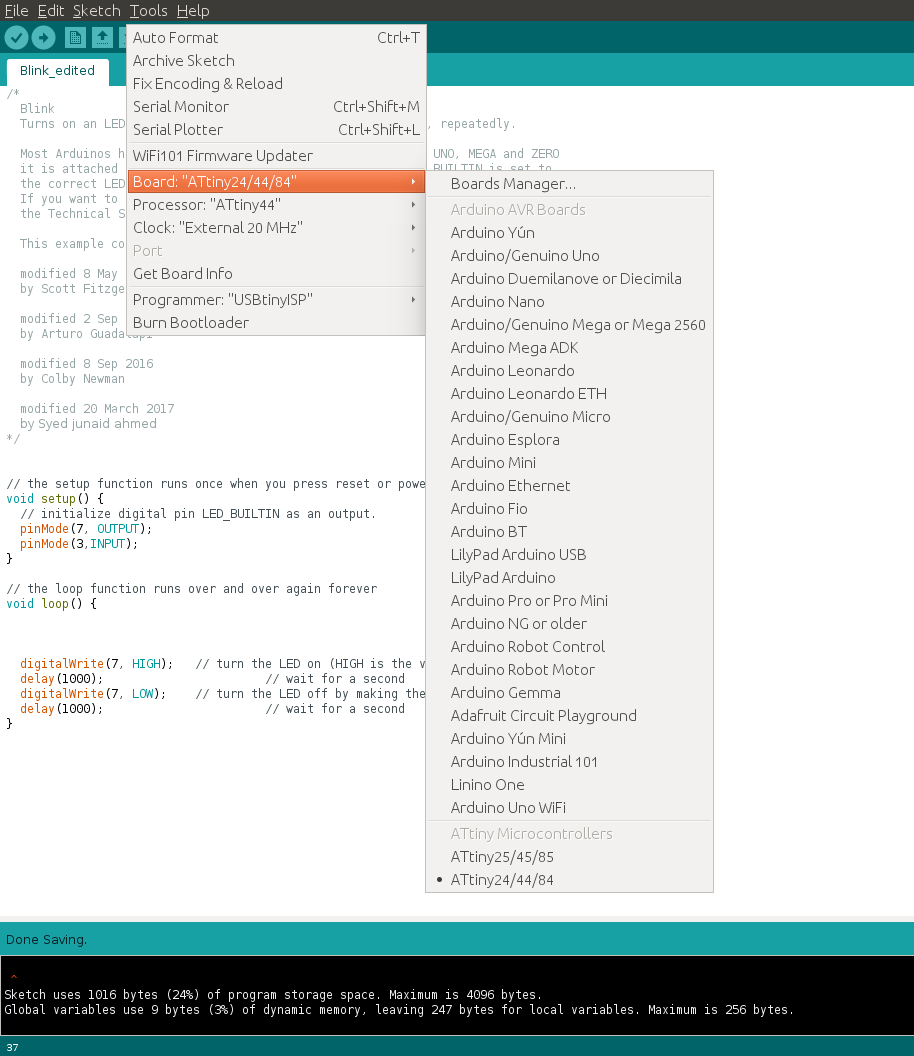 File Edit Sketch Tools Help
Blink_edited
Auto Format Ctrl+T
Archive Sketch
Fix Encoding & Reload
Serial Monitor Ctrl+Shift+M
Serial Plotter Ctrl+Shift+L
WiFi101 Firmware Updater
Board: "ATtiny24/44/84"
Processor: "ATtiny44"
Clock: "External 20 MHz"
Port
Get Board Info
Programmer: "USBtinyISP"
Burn Bootloader
Boards Manager...
Arduino AVR Boards
Arduino Yún
Arduino/Genuino Uno
Arduino Duemilanove or Diecimila
Arduino Nano
Arduino/Genuino Mega or Mega 2560
Arduino Mega ADK
Arduino Leonardo
Arduino Leonardo ETH
Arduino/Genuino Micro
Arduino Esplora
Arduino Mini
Arduino Ethernet
Arduino Fio
Arduino BT
LilyPad Arduino USB
LilyPad Arduino
Arduino Pro or Pro Mini
Arduino NG or older
Arduino Robot Control
Arduino Robot Motor
Arduino Gemma
Adafruit Circuit Playground
Arduino Yún Mini
Arduino Industrial 101
Linino One
Arduino Uno WiFi
ATtiny Microcontrollers
ATtiny25/45/85
• ATtiny24/44/84
/*
Blink
Turns on an LED , repeatedly.
Most Arduinos h UNO, MEGA and ZERO
it is attached BUILTIN is set to
the correct LED
If you want to
the Technical S
This example co
modified 8 May
by Scott Fitzge
modified 2 Sep
by Arturo Guadalupi
modified 8 Sep 2016
by Colby Newman
modified 20 March 2017
by Syed junaid ahmed
*/
// the setup function runs once when you press reset or powe
void setup() {
// initialize digital pin LED_BUILTIN as an output.
pinMode(7, OUTPUT);
pinMode(3,INPUT);
}
// the loop function runs over and over again forever
void loop() {
digitalWrite(7, HIGH); // turn the LED on (HIGH is the v
delay(1000); // wait for a second
digitalWrite(7, LOW); // turn the LED off by making the
delay(1000); // wait for a second
}
Done Saving.
^
Sketch uses 1016 bytes (24%) of program storage space. Maximum is 4096 bytes.
Global variables use 9 bytes (3%) of dynamic memory, leaving 247 bytes for local variables. Maximum is 256 bytes.
37